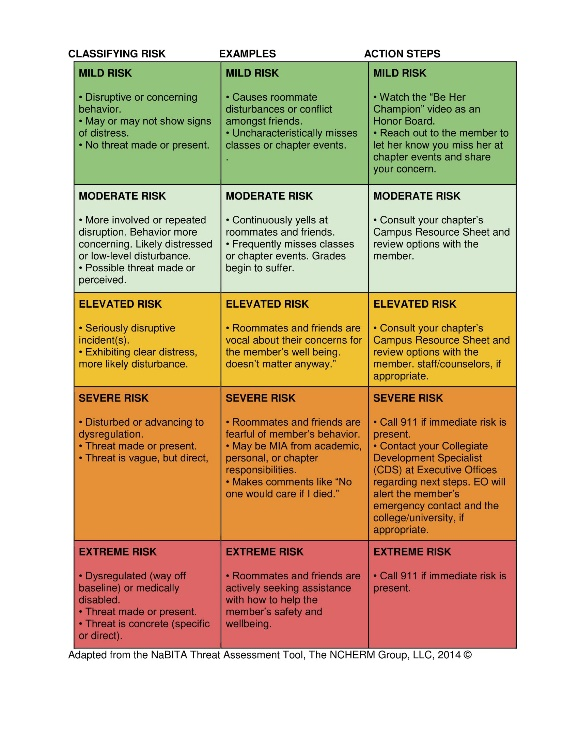 CLASSIFYING RISK EXAMPLES ACTION STEPS
MILD RISK
• Disruptive or concerning
behavior.
• May or may not show signs
of distress.
• No threat made or present.
MILD RISK
• Causes roommate
disturbances or conflict
amongst friends.
• Uncharacteristically misses
classes or chapter events.
.
MILD RISK
• Watch the “Be Her
Champion” video as an
Honor Board.
• Reach out to the member to
let her know you miss her at
chapter events and share
your concern.
MODERATE RISK
• More involved or repeated
disruption. Behavior more
concerning. Likely distressed
or low-level disturbance.
• Possible threat made or
perceived.
MODERATE RISK
• Continuously yells at
roommates and friends.
• Frequently misses classes
or chapter events. Grades
begin to suffer.
MODERATE RISK
• Consult your chapter’s
Campus Resource Sheet and
review options with the
member.
ELEVATED RISK
• Seriously disruptive
incident(s).
• Exhibiting clear distress,
more likely disturbance.
ELEVATED RISK
• Roommates and friends are
vocal about their concerns for
the member’s well being.
doesn’t matter anyway.”
ELEVATED RISK
• Consult your chapter’s
Campus Resource Sheet and
review options with the
member. staff/counselors, if
appropriate.
SEVERE RISK
• Disturbed or advancing to
dysregulation.
• Threat made or present.
• Threat is vague, but direct,
SEVERE RISK
• Roommates and friends are
fearful of member’s behavior.
• May be MIA from academic,
personal, or chapter
responsibilities.
• Makes comments like “No
one would care if I died.”
SEVERE RISK
• Call 911 if immediate risk is
present.
• Contact your Collegiate
Development Specialist
(CDS) at Executive Offices
regarding next steps. EO will
alert the member’s
emergency contact and the
college/university, if
appropriate.
EXTREME RISK
• Dysregulated (way off
baseline) or medically
disabled.
• Threat made or present.
• Threat is concrete (specific
or direct).
EXTREME RISK
• Roommates and friends are
actively seeking assistance
with how to help the
member’s safety and
wellbeing.
EXTREME RISK
• Call 911 if immediate risk is
present.
Adapted from the NaBITA Threat Assessment Tool, The NCHERM Group, LLC, 2014 ©